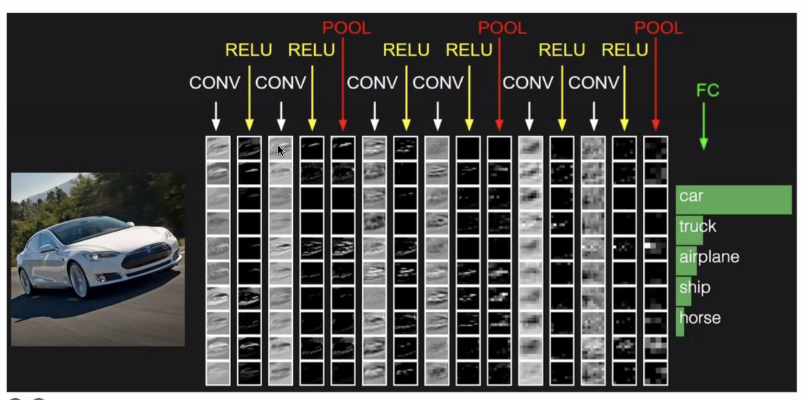 POOL POOL POOL
RELU RELU RELU RELU RELU RELU
CONV CONV CONV CONV CONV CONV
FC
car
truck
airplane
ship
horse